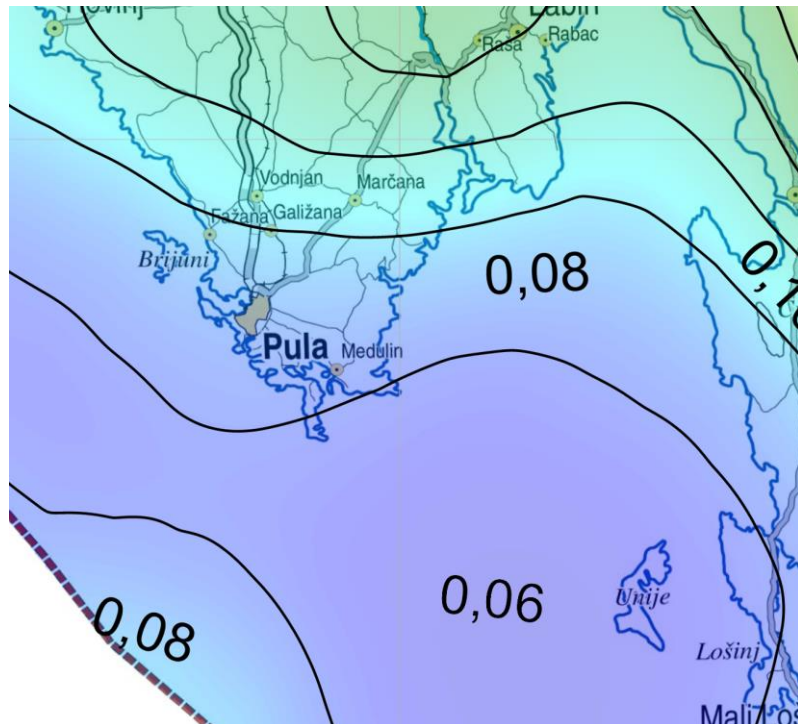 Labin
Raša
Rabac
Vodnjan
Marčana
Fažana
Galižana
Brijuni
0,08
Pula
Medulin
0,06
Unije
0,08
Lošinj